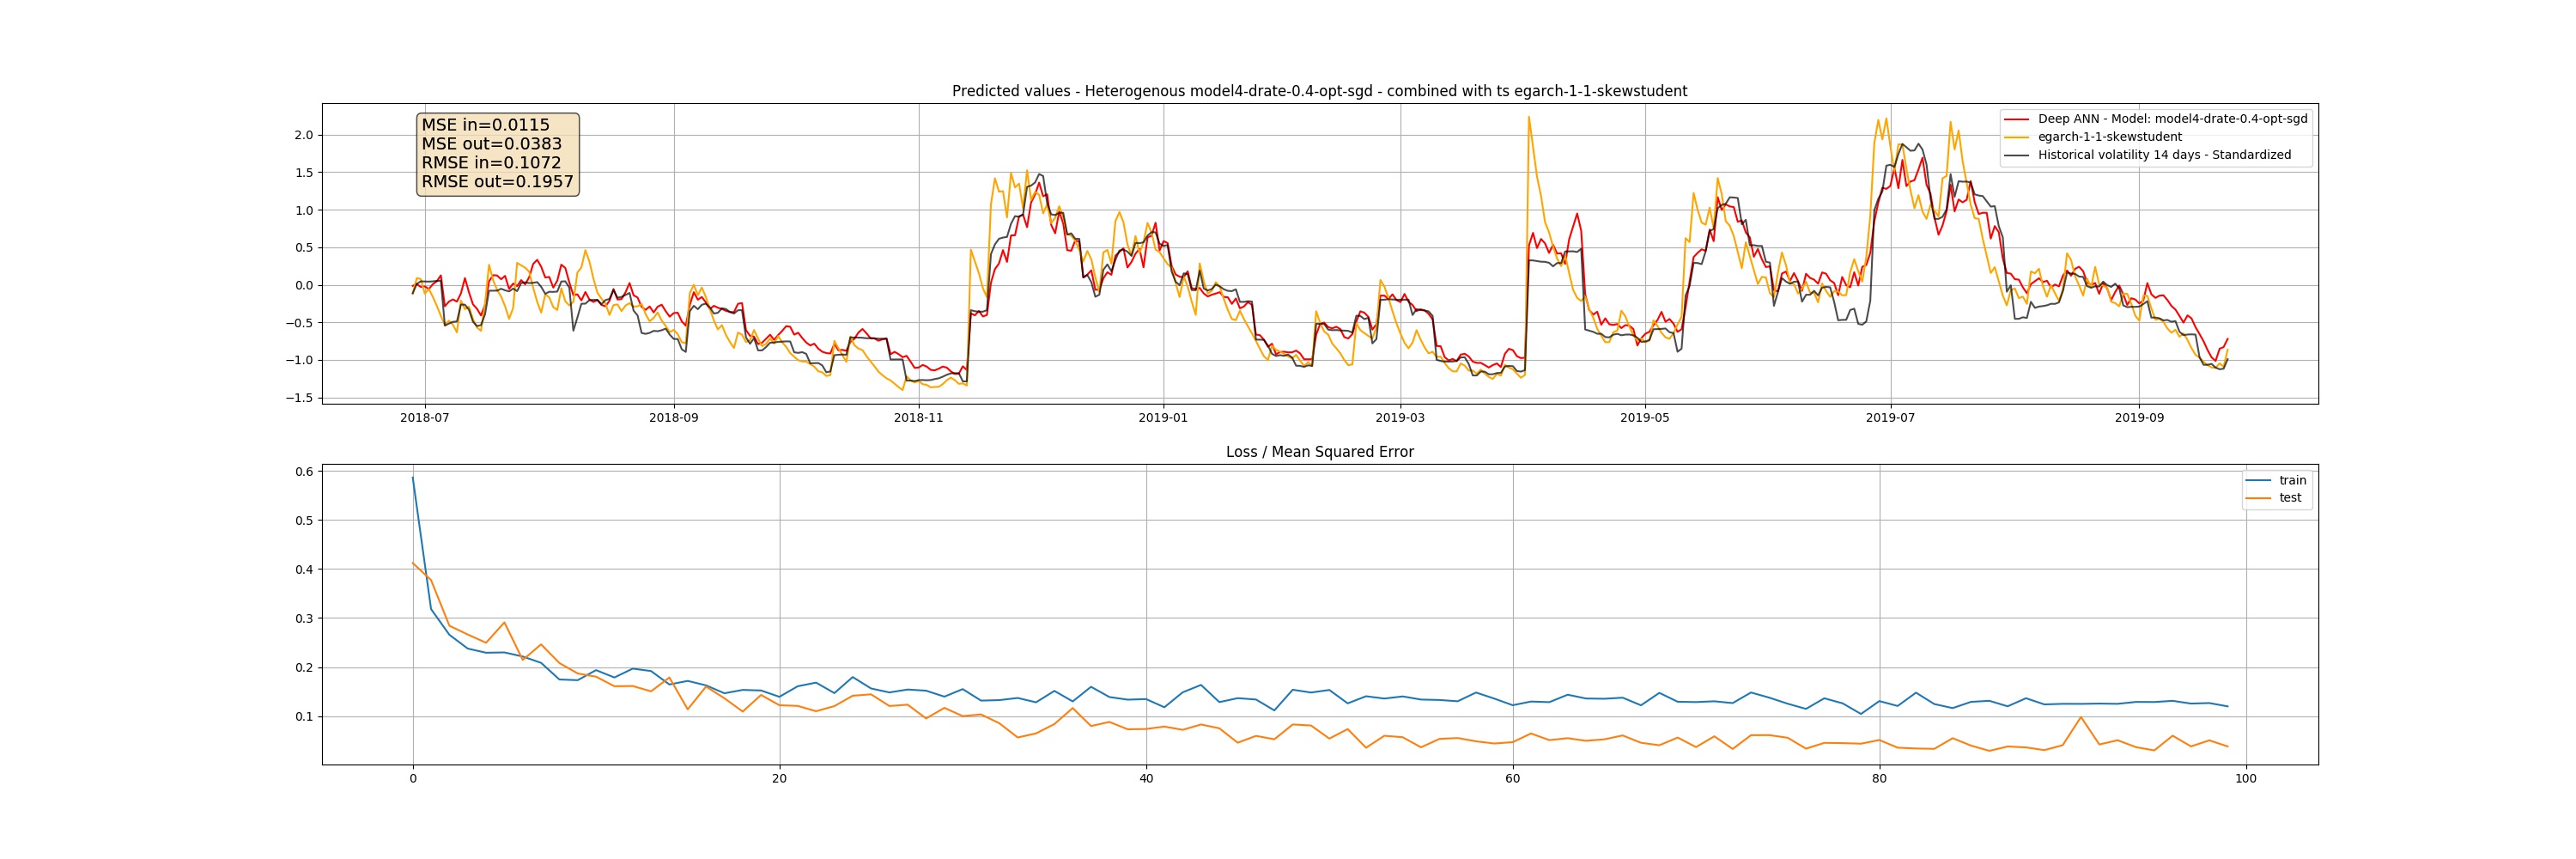 Predicted values - Heterogenous model4-drate-0.4-opt-sgd - combined with ts egarch-1-1-skewstudent
MSE in=0.0115
MSE out=0.0383
RMSE in=0.1072
RMSE out=0.1957
Deep ANN - Model: model4-drate-0.4-opt-sgd
egarch-1-1-skewstudent
Historical volatility 14 days - Standardized
2.0
1.5
1.0
0.5
0.0
−0.5
−1.0
−1.5
2018-07 2018-09 2018-11 2019-01 2019-03 2019-05 2019-07 2019-09
Loss / Mean Squared Error
train
test
0.6
0.5
0.4
0.3
0.2
0.1
0 20 40 60 80 100